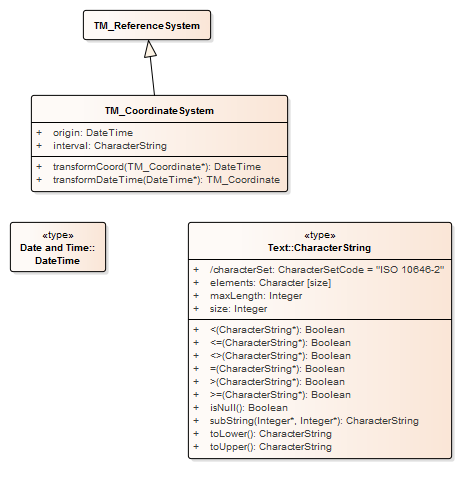 TM_ReferenceSystem
TM_CoordinateSystem
+ origin: DateTime
+ interval: CharacterString
+ transformCoord(TM_Coordinate*): DateTime
+ transformDateTime(DateTime*): TM_Coordinate
«type»
Date and Time::
DateTime
«type»
Text::CharacterString
+ /characterSet: CharacterSetCode = "ISO 10646-2"
+ elements: Character [size]
+ maxLength: Integer
+ size: Integer
+ <(CharacterString*): Boolean
+ <=(CharacterString*): Boolean
+ <>(CharacterString*): Boolean
+ =(CharacterString*): Boolean
+ >(CharacterString*): Boolean
+ >=(CharacterString*): Boolean
+ isNull(): Boolean
+ subString(Integer*, Integer*): CharacterString
+ toLower(): CharacterString
+ toUpper(): CharacterString